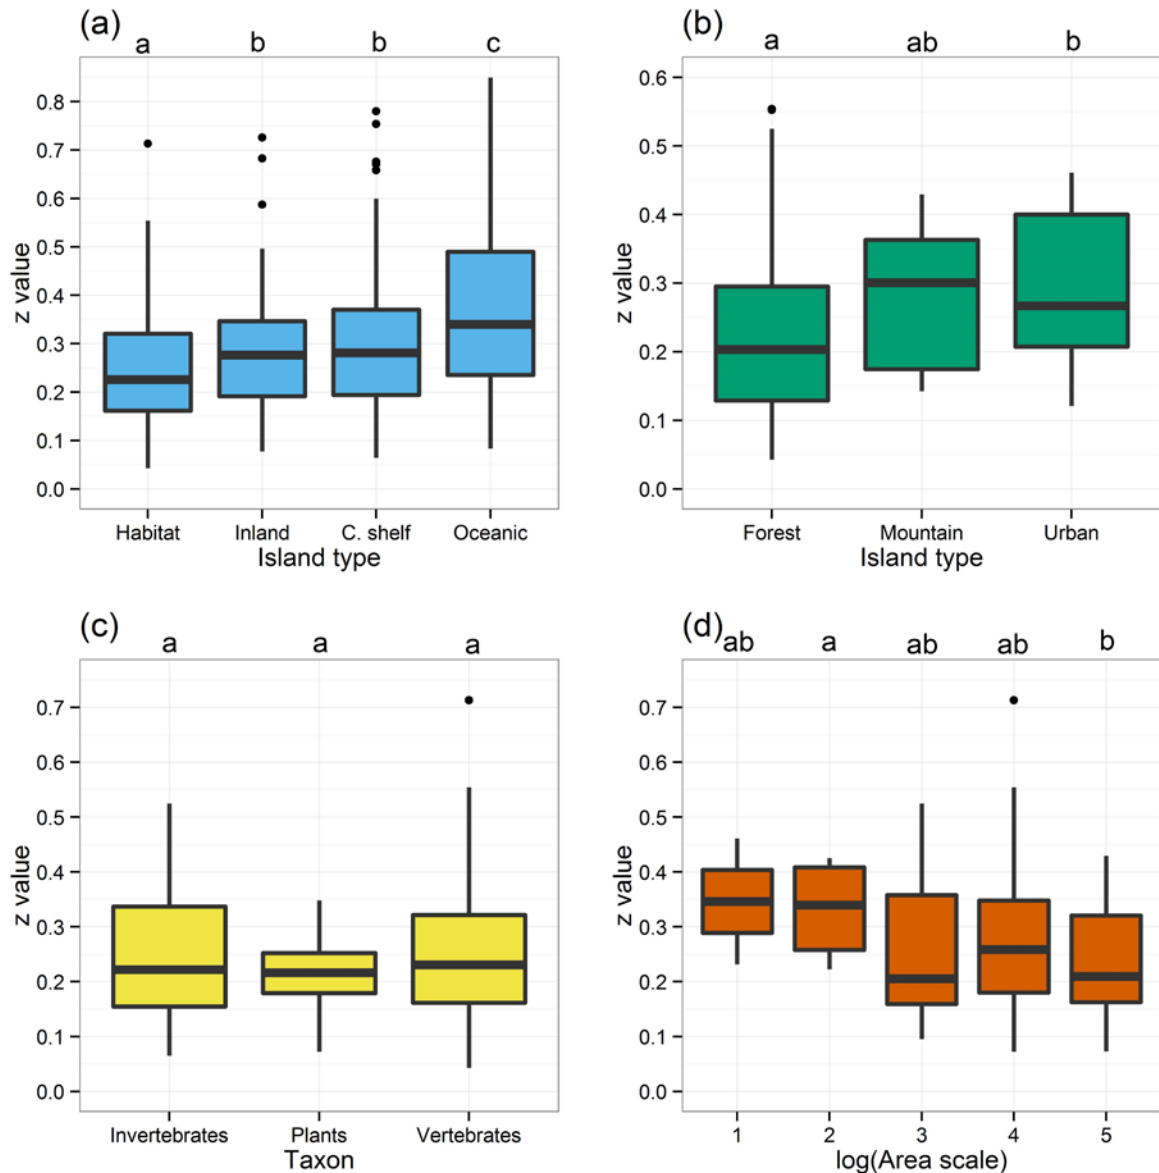 (a)
a b b c
z value
0.8
0.7
0.6
0.5
0.4
0.3
0.2
0.1
0.0
Habitat Inland C. shelf Oceanic
Island type
(b)
a ab b
z value
0.6
0.5
0.4
0.3
0.2
0.1
0.0
Forest Mountain Urban
Island type
(c)
a a a
z value
0.7
0.6
0.5
0.4
0.3
0.2
0.1
0.0
Invertebrates Plants Vertebrates
Taxon
(d)
ab a ab ab b
z value
0.7
0.6
0.5
0.4
0.3
0.2
0.1
0.0
1 2 3 4 5
log(Area scale)